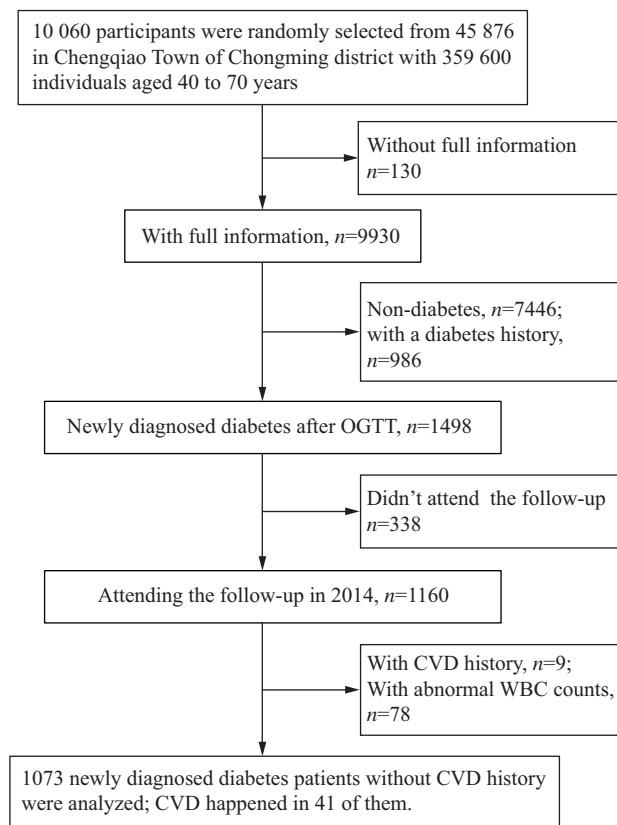 10 060 participants were randomly selected from 45 876
in Chengqiao Town of Chongming district with 359 600
individuals aged 40 to 70 years
Without full information
n=130
With full information, n=9930
Non-diabetes, n=7446;
with a diabetes history,
n=986
Newly diagnosed diabetes after OGTT, n=1498
Didn’t attend the follow-up
n=338
Attending the follow-up in 2014, n=1160
With CVD history, n=9;
With abnormal WBC counts,
n=78
1073 newly diagnosed diabetes patients without CVD history
were analyzed; CVD happened in 41 of them.